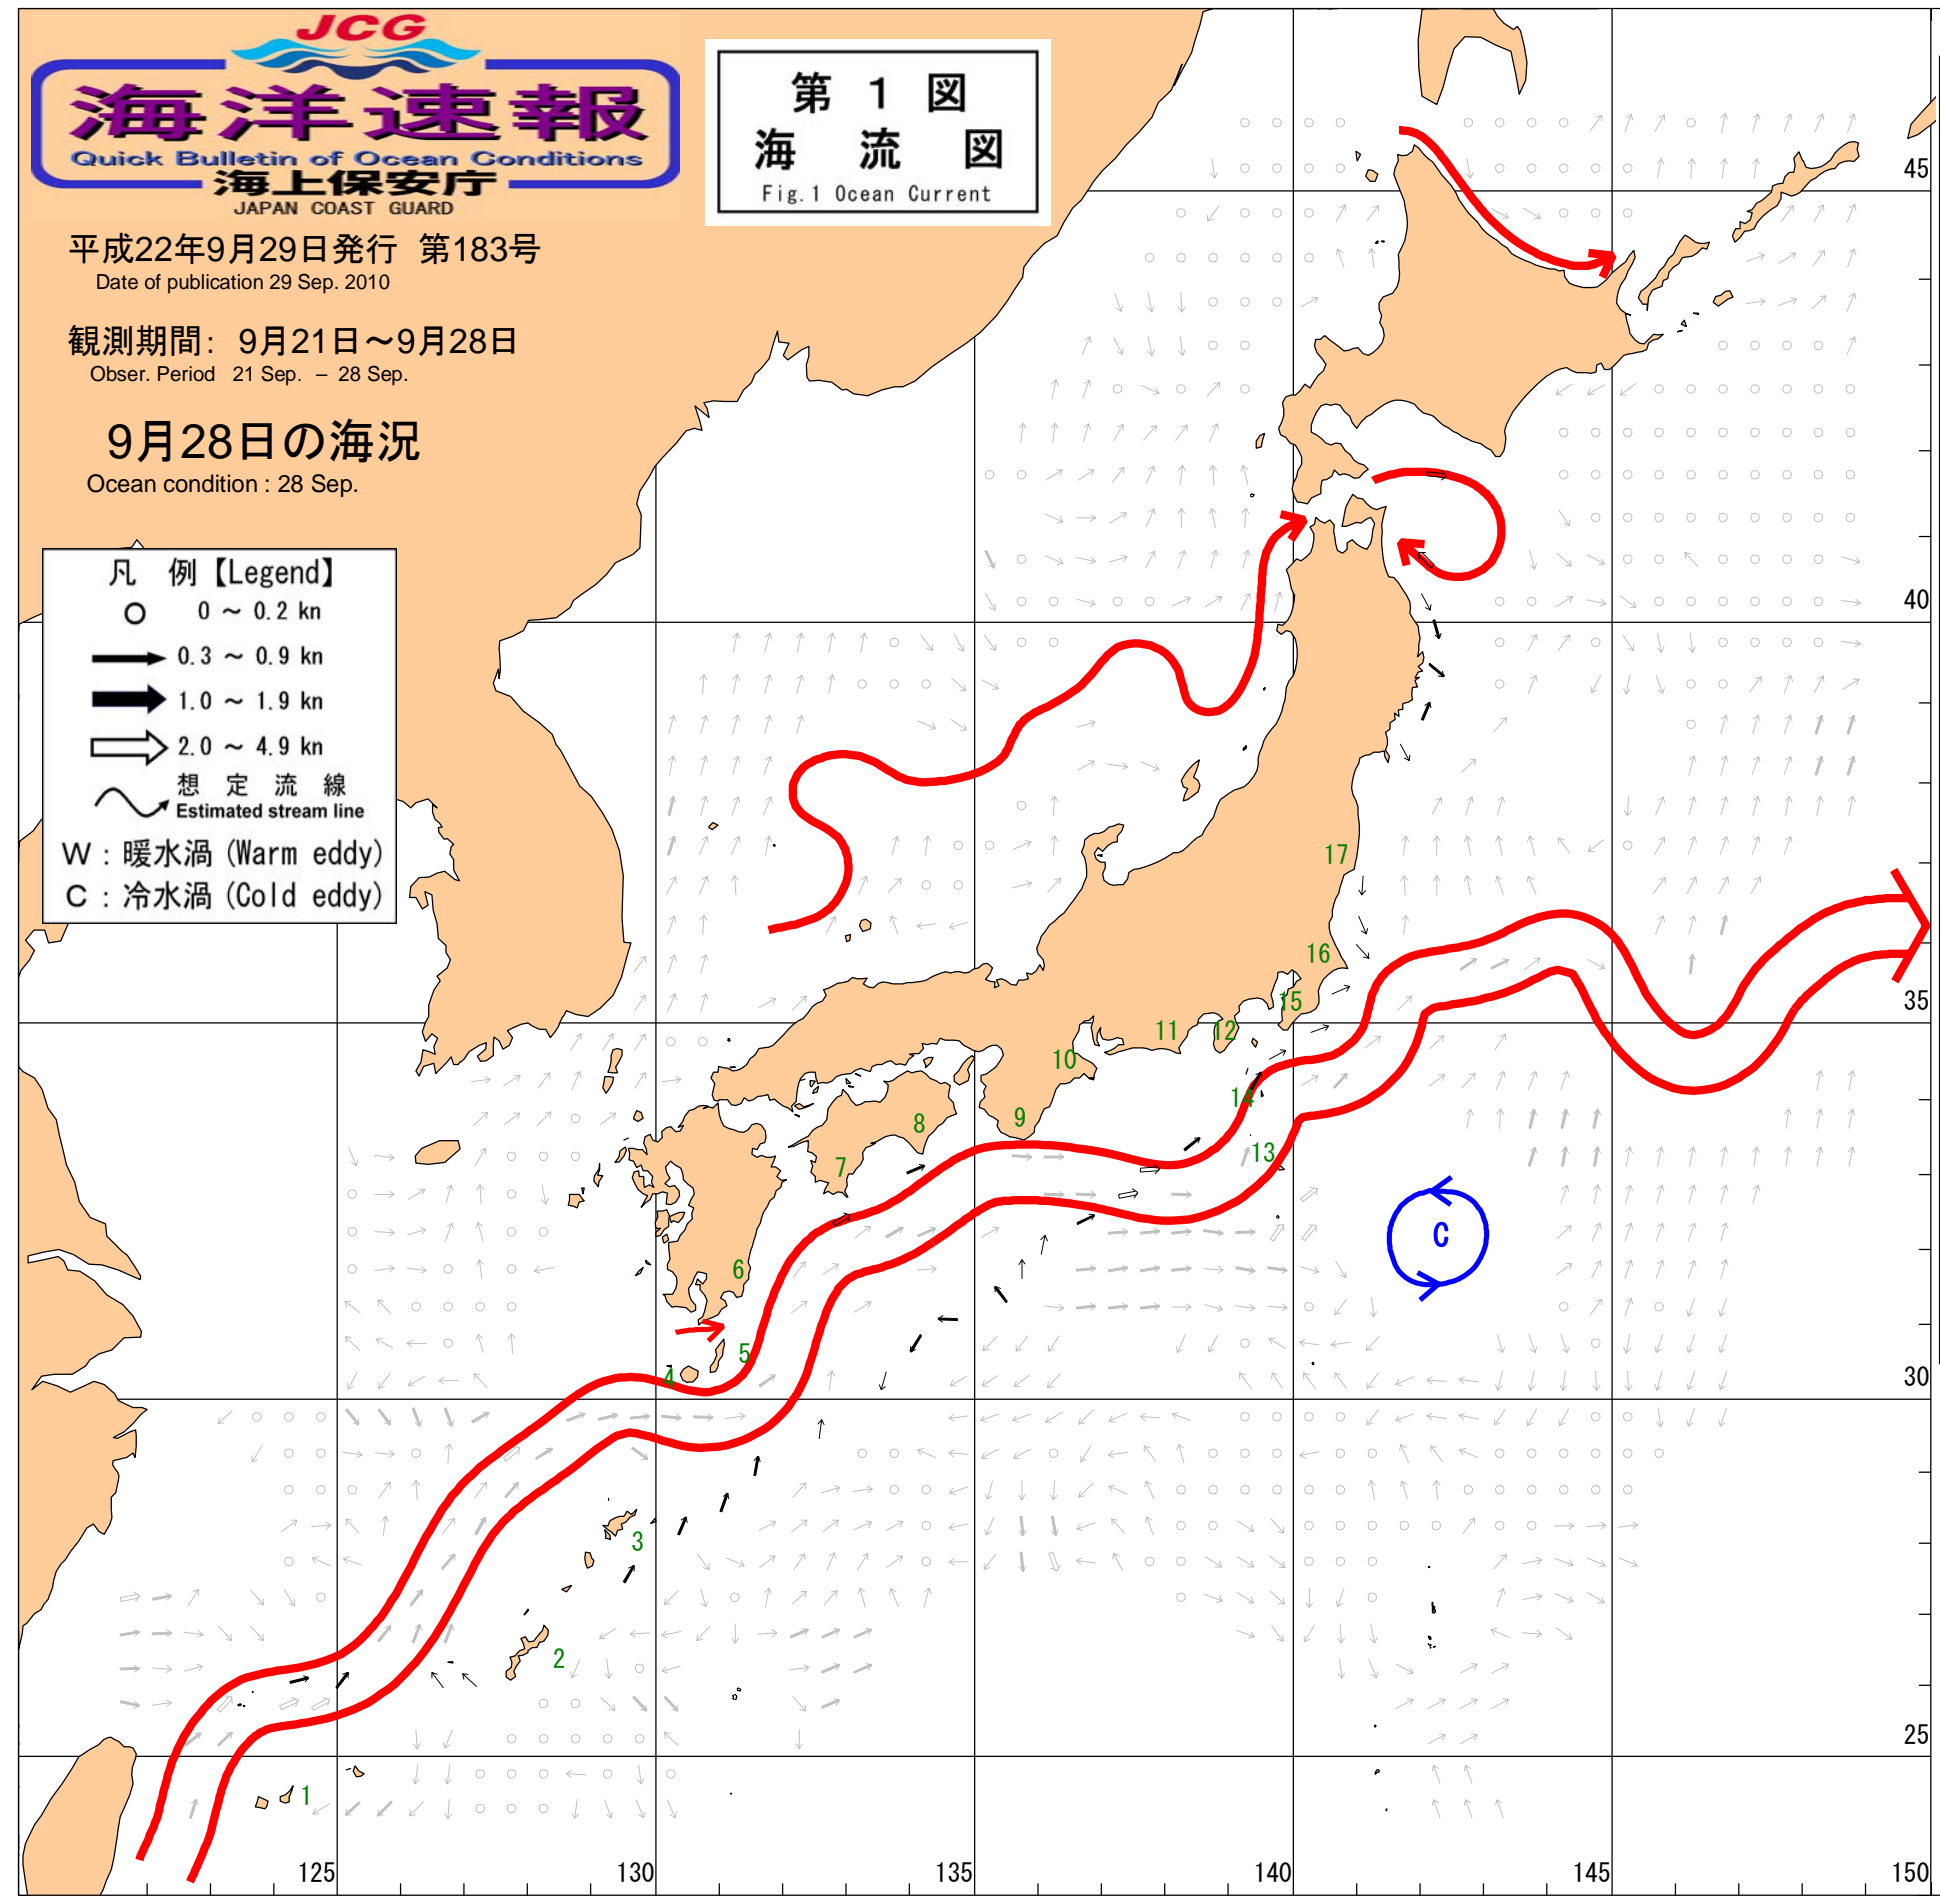 JCG
海洋速報
Quick Bulletin of Ocean Conditions
海上保安庁
JAPAN COAST GUARD
第 1 図
海 流 図
Fig.1 Ocean Current
平成22年9月29日発行 第183号
Date of publication 29 Sep. 2010
観測期間: 9月21日~9月28日
Obser. Period 21 Sep. – 28 Sep.
9月28日の海況
Ocean condition : 28 Sep.
凡 例【Legend】
0 ~ 0.2 kn
0.3 ~ 0.9 kn
1.0 ~ 1.9 kn
2.0 ~ 4.9 kn
想 定 流 線
Estimated stream line
W : 暖水渦 (Warm eddy)
C : 冷水渦 (Cold eddy)
45
40
17
16
35
15
11
12
10
14
9
8
13
7
C
6
5
4
30
3
2
25
1
125
130
135
140
145
150